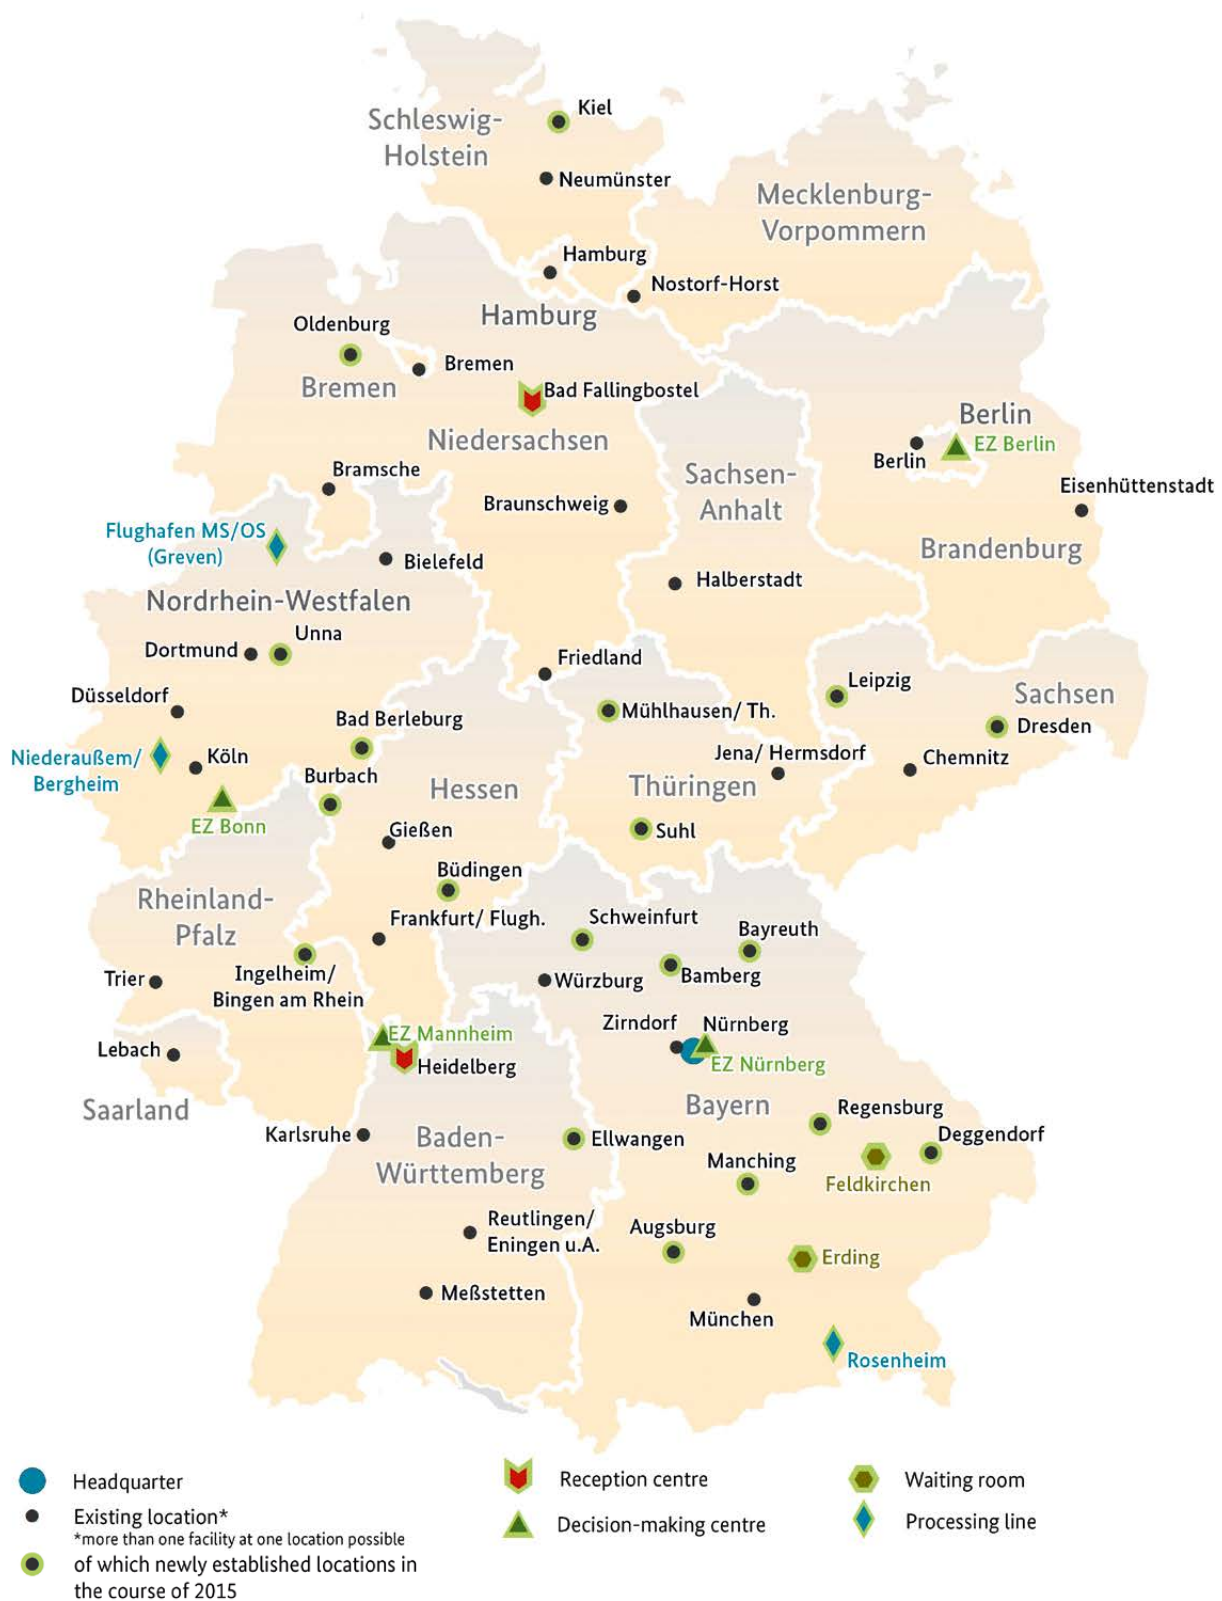 Kiel
Schleswig-
Holstein
Neumünster
Mecklenburg-
Vorpommern
Hamburg
Nostorf-Horst
Hamburg
Oldenburg
Bremen
Bremen
Bad Fallingbostel
Niedersachsen
Berlin
EZ Berlin
Berlin
Bramsche
Sachsen-
Anhalt
Eisenhüttenstadt
Braunschweig
Flughafen MS/OS
(Greven)
Bielefeld
Brandenburg
Halberstadt
Nordrhein-Westfalen
Unna
Dortmund
Friedland
Leipzig
Sachsen
Düsseldorf
Mühlhausen/ Th.
Bad Berleburg
Dresden
Niederaußem/
Bergheim
Köln
Jena/ Hermsdorf
Chemnitz
Burbach
Hessen
Thüringen
EZ Bonn
Gießen
Suhl
Büdingen
Rheinland-
Pfalz
Frankfurt/ Flugh.
Schweinfurt
Bayreuth
Trier
Ingelheim/
Bingen am Rhein
Würzburg
Bamberg
Zirndorf
Nürnberg
EZ Mannheim
Lebach
Heidelberg
EZ Nürnberg
Saarland
Bayern
Regensburg
Karlsruhe
Baden-
Württemberg
Ellwangen
Deggendorf
Manching
Feldkirchen
Reutlingen/
Eningen u.A.
Augsburg
Erding
Meßstetten
München
Rosenheim
Headquarter
Existing location*
*more than one facility at one location possible
of which newly established locations in
the course of 2015
Reception centre
Decision-making centre
Waiting room
Processing line